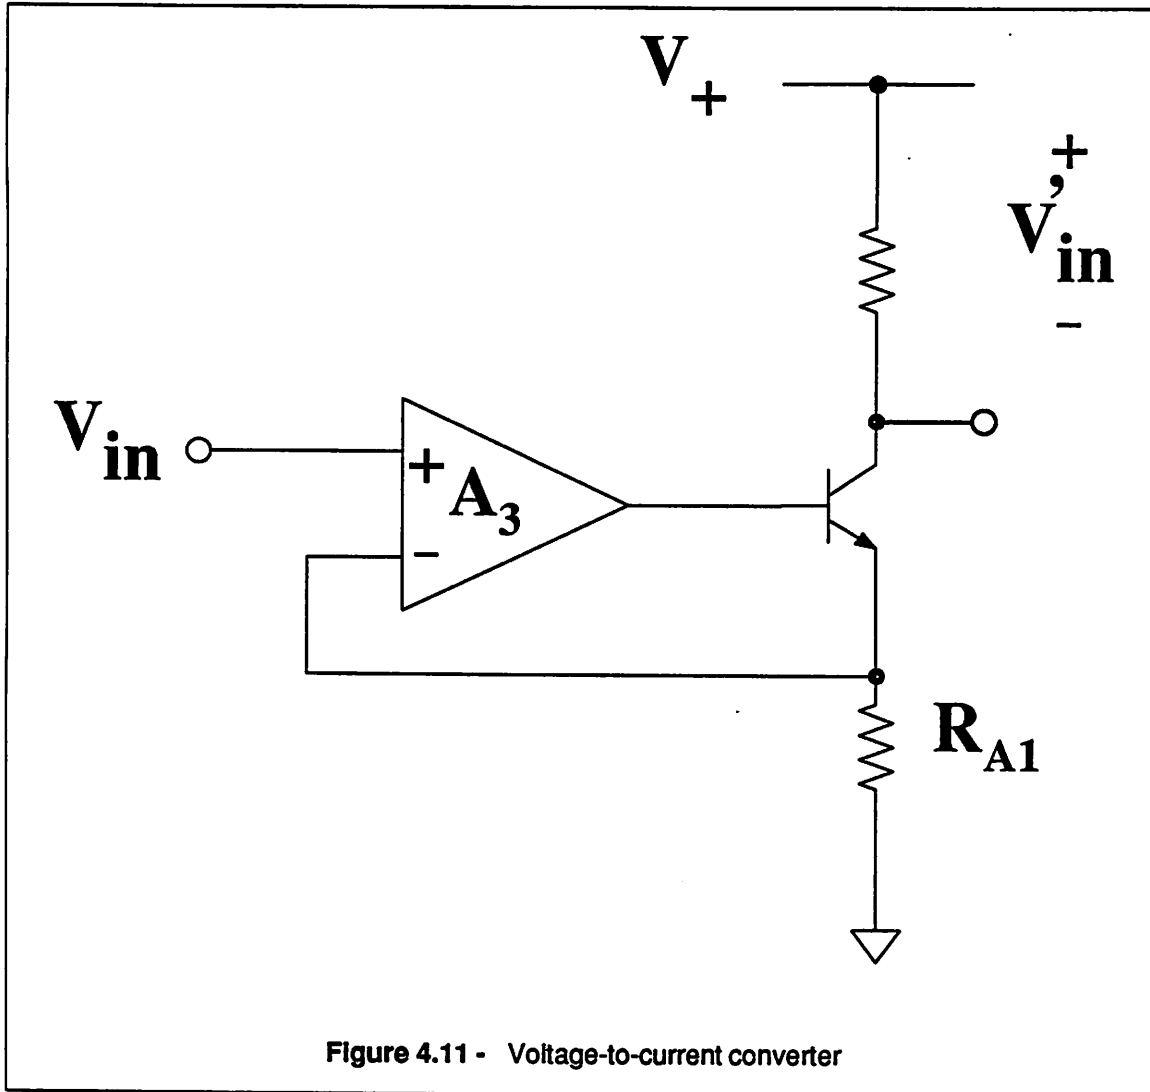 V+
+
V'in
−
Vin
+
A3
−
RA1
Figure 4.11 - Voltage-to-current converter